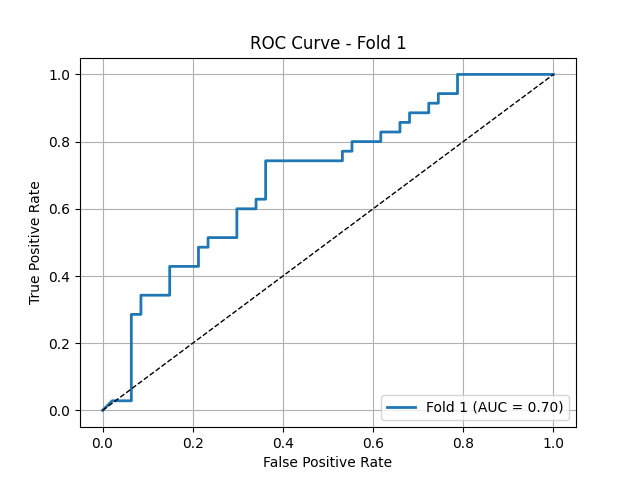 ROC Curve - Fold 1
1.0
0.8
0.6
0.4
0.2
0.0
True Positive Rate
Fold 1 (AUC = 0.70)
0.0 0.2 0.4 0.6 0.8 1.0
False Positive Rate